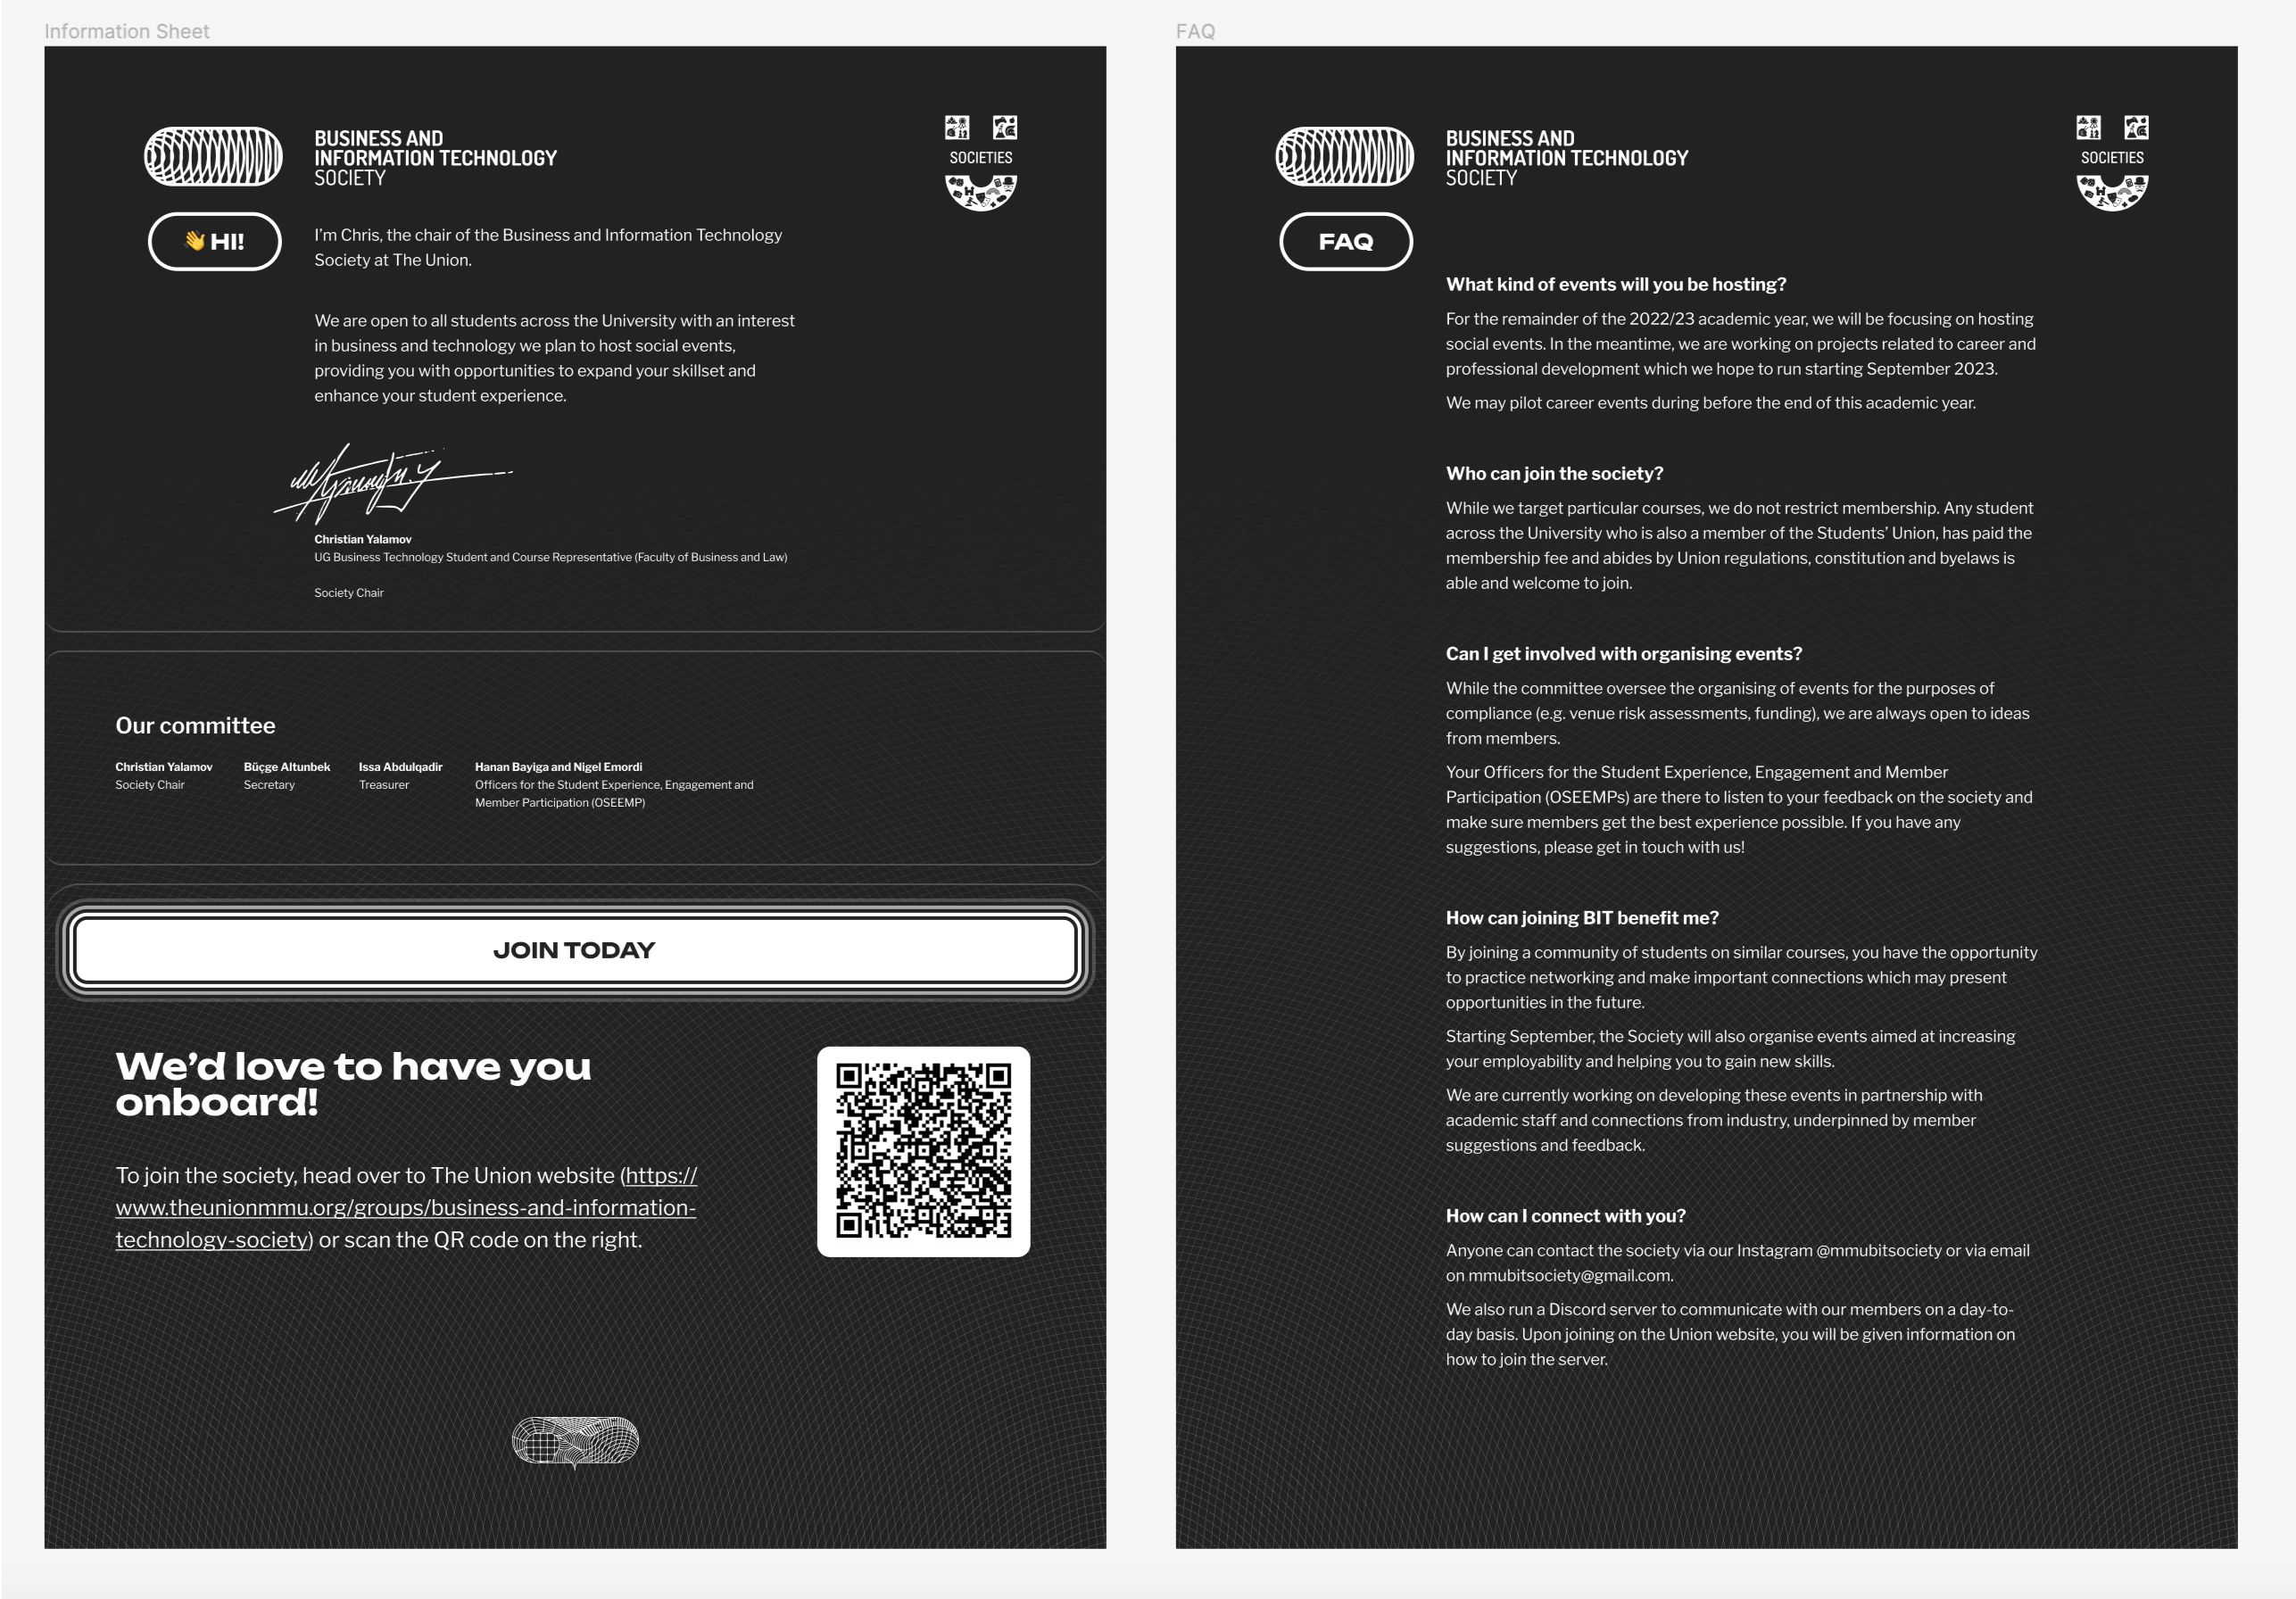 Information Sheet
BUSINESS AND
INFORMATION TECHNOLOGY
SOCIETY
SOCIETIES
👋 HI!
I'm Chris, the chair of the Business and Information Technology
Society at The Union.
We are open to all students across the University with an interest
in business and technology we plan to host social events,
providing you with opportunities to expand your skillset and
enhance your student experience.
Christian Yalamov
UG Business Technology Student and Course Representative (Faculty of Business and Law)
Society Chair
Our committee
Christian Yalamov
Society Chair
Büçge Altunbek
Secretary
Issa Abdulqadir
Treasurer
Hanan Bayiga and Nigel Emordi
Officers for the Student Experience, Engagement and
Member Participation (OSEEMP)
JOIN TODAY
We'd love to have you
onboard!
To join the society, head over to The Union website (https://
www.theunionmmu.org/groups/business-and-information-
technology-society) or scan the QR code on the right.
FAQ
BUSINESS AND
INFORMATION TECHNOLOGY
SOCIETY
SOCIETIES
FAQ
What kind of events will you be hosting?
For the remainder of the 2022/23 academic year, we will be focusing on hosting
social events. In the meantime, we are working on projects related to career and
professional development which we hope to run starting September 2023.
We may pilot career events during before the end of this academic year.
Who can join the society?
While we target particular courses, we do not restrict membership. Any student
across the University who is also a member of the Students' Union, has paid the
membership fee and abides by Union regulations, constitution and byelaws is
able and welcome to join.
Can I get involved with organising events?
While the committee oversee the organising of events for the purposes of
compliance (e.g. venue risk assessments, funding), we are always open to ideas
from members.
Your Officers for the Student Experience, Engagement and Member
Participation (OSEEMPs) are there to listen to your feedback on the society and
make sure members get the best experience possible. If you have any
suggestions, please get in touch with us!
How can joining BIT benefit me?
By joining a community of students on similar courses, you have the opportunity
to practice networking and make important connections which may present
opportunities in the future.
Starting September, the Society will also organise events aimed at increasing
your employability and helping you to gain new skills.
We are currently working on developing these events in partnership with
academic staff and connections from industry, underpinned by member
suggestions and feedback.
How can I connect with you?
Anyone can contact the society via our Instagram @mmubitsociety or via email
on mmubitsociety@gmail.com.
We also run a Discord server to communicate with our members on a day-to-
day basis. Upon joining on the Union website, you will be given information on
how to join the server.